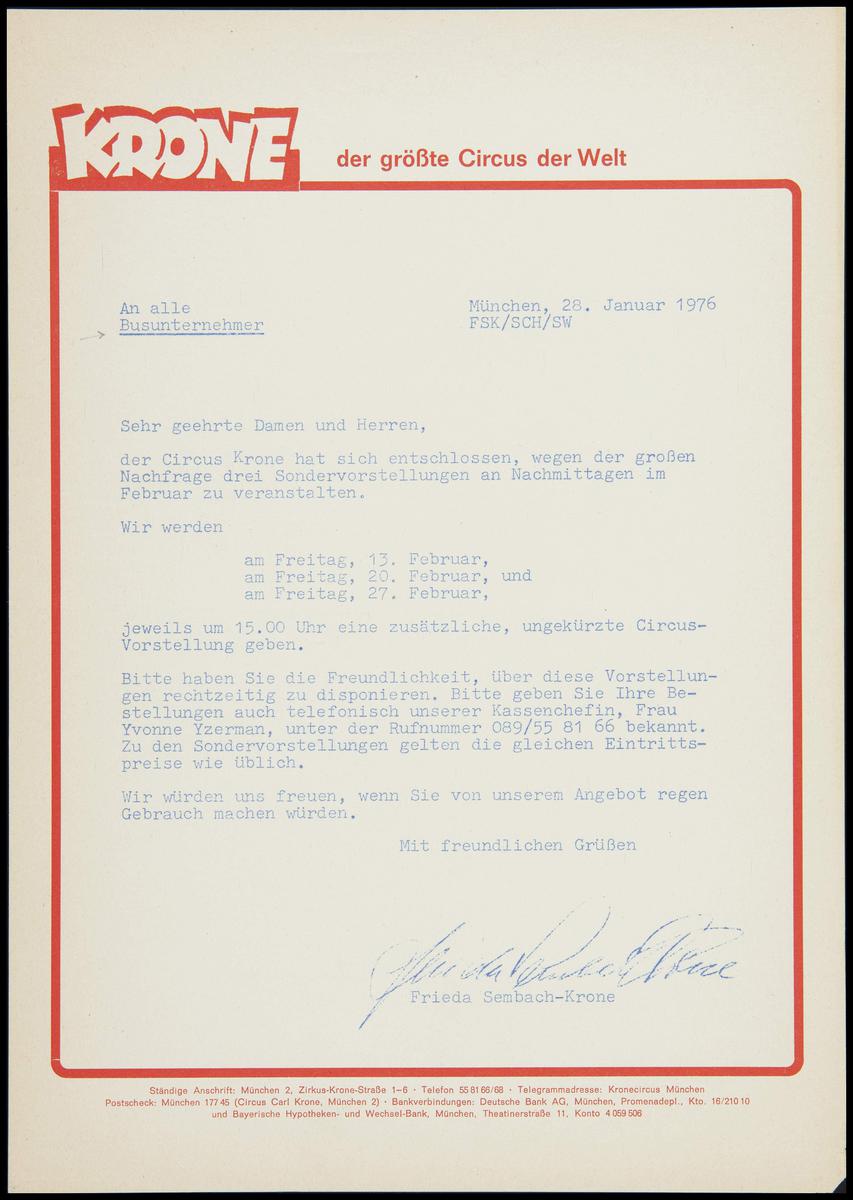 KRONE
der größte Circus der Welt
An alle
Busunternehmer
München, 28. Januar 1976
FSK/SCH/SW
Sehr geehrte Damen und Herren,
der Circus Krone hat sich entschlossen, wegen der großen
Nachfrage drei Sondervorstellungen an Nachmittagen im
Februar zu veranstalten.
Wir werden
am Freitag, 13. Februar,
am Freitag, 20. Februar, und
am Freitag, 27. Februar,
jeweils um 15.00 Uhr eine zusätzliche, ungekürzte Circus-
Vorstellung geben.
Bitte haben Sie die Freundlichkeit, über diese Vorstellun-
gen rechtzeitig zu disponieren. Bitte geben Sie Ihre Be-
stellungen auch telefonisch unserer Kassenchefin, Frau
Yvonne Yzerman, unter der Rufnummer 089/55 81 66 bekannt.
Zu den Sondervorstellungen gelten die gleichen Eintritts-
preise wie üblich.
Wir würden uns freuen, wenn Sie von unserem Angebot regen
Gebrauch machen würden.
Mit freundlichen Grüßen
Frieda Sembach-Krone
Frieda Sembach-Krone
Ständige Anschrift: München 2, Zirkus-Krone-Straße 1–6 · Telefon 55 81 66/68 · Telegrammadresse: Kronecircus München
Postscheck: München 177 45 (Circus Carl Krone, München 2) · Bankverbindungen: Deutsche Bank AG, München, Promenadepl., Kto. 16/210 10
und Bayerische Hypotheken- und Wechsel-Bank, München, Theatinerstraße 11, Konto 4 059 506